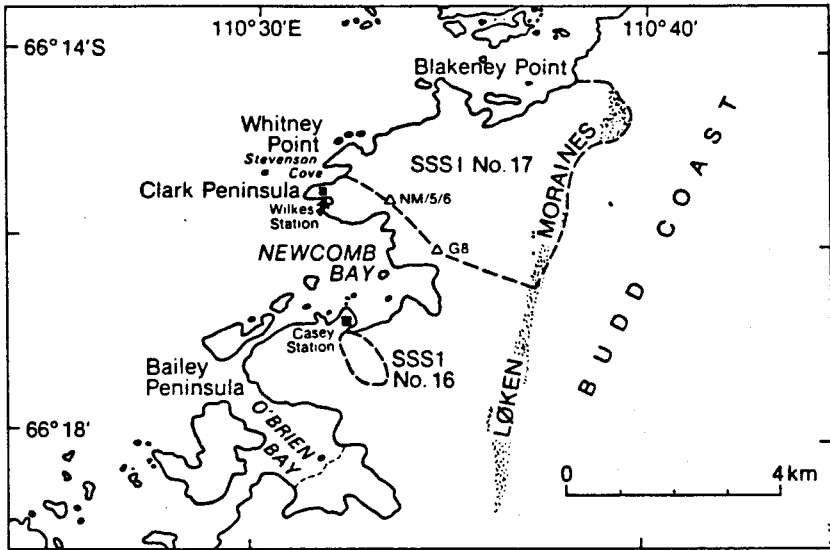 110°30'E
110°40'
66°14'S
Blakeney Point
Whitney
Point
Stevenson
Cove
SSSI No.17
Clark Peninsula
Wilkes
Station
NM/5/6
G8
NEWCOMB
BAY
MORAINES
BUDD COAST
Casey
Station
SSS1
No.16
Bailey
Peninsula
LØKEN
O'BRIEN
BAY
66°18'
0 4km